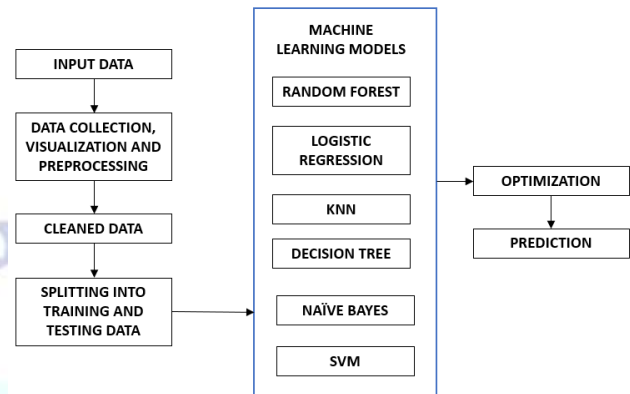 INPUT DATA
DATA COLLECTION,
VISUALIZATION AND
PREPROCESSING
CLEANED DATA
SPLITTING INTO
TRAINING AND
TESTING DATA
MACHINE
LEARNING MODELS
RANDOM FOREST
LOGISTIC
REGRESSION
KNN
DECISION TREE
NAÏVE BAYES
SVM
OPTIMIZATION
PREDICTION